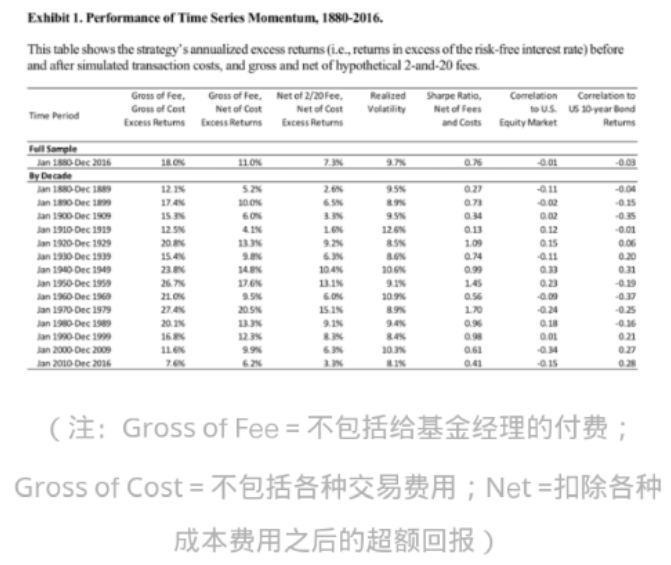 Exhibit 1. Performance of Time Series Momentum, 1880-2016.
This table shows the strategy's annualized excess returns (i.e., returns in excess of the risk-free interest rate) before
and after simulated transaction costs, and gross and net of hypothetical 2-and-20 fees.
Time Period Gross of Fee, Gross of Cost Excess Returns Gross of Fee, Net of Cost Excess Returns Net of 2/20 Fee, Net of Cost Excess Returns Realized Volatility Sharpe Ratio, Net of Fees and Costs Correlation to U.S. Equity Market Correlation to US 10-year Bond Returns
Full Sample
Jan 1880-Dec 2016 18.0% 11.0% 7.3% 9.7% 0.76 -0.01 -0.03
By Decade
Jan 1880-Dec 1889 12.1% 5.2% 2.6% 9.5% 0.27 -0.11 -0.04
Jan 1890-Dec 1899 17.4% 10.0% 6.5% 8.9% 0.73 -0.02 -0.15
Jan 1900-Dec 1909 15.3% 6.0% 3.3% 9.5% 0.34 0.02 -0.35
Jan 1910-Dec 1919 12.5% 4.1% 1.6% 12.6% 0.13 0.12 -0.01
Jan 1920-Dec 1929 20.8% 13.3% 9.2% 8.5% 1.09 0.15 0.06
Jan 1930-Dec 1939 15.4% 9.8% 6.3% 8.6% 0.74 -0.11 0.20
Jan 1940-Dec 1949 23.8% 14.8% 10.4% 10.6% 0.99 0.33 0.31
Jan 1950-Dec 1959 26.7% 17.6% 13.1% 9.1% 1.45 0.23 -0.19
Jan 1960-Dec 1969 21.0% 9.5% 6.0% 10.9% 0.56 -0.09 -0.37
Jan 1970-Dec 1979 27.4% 20.5% 15.1% 8.9% 1.70 -0.24 -0.25
Jan 1980-Dec 1989 20.1% 13.3% 9.1% 9.4% 0.96 0.18 -0.16
Jan 1990-Dec 1999 16.8% 12.3% 8.3% 8.4% 0.98 0.01 0.21
Jan 2000-Dec 2009 11.6% 9.9% 6.3% 10.3% 0.61 -0.34 0.27
Jan 2010-Dec 2016 7.6% 6.2% 3.3% 8.1% 0.41 -0.15 0.28
（注：Gross of Fee = 不包括给基金经理的付费；
Gross of Cost = 不包括各种交易费用；Net =扣除各种
成本费用之后的超额回报）